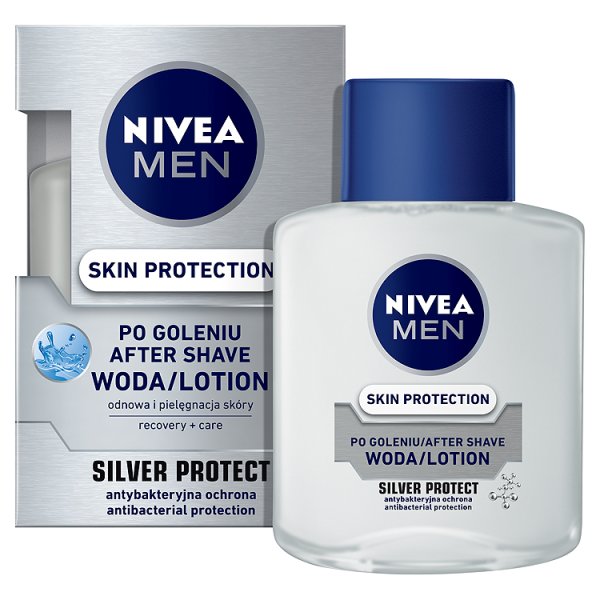 NIVEA
MEN
SKIN PROTECTION
PO GOLENIU
AFTER SHAVE
WODA/LOTION
odnowa i pielęgnacja skóry
recovery + care
SILVER PROTECT
antybakteryjna ochrona
antibacterial protection
NIVEA
MEN
SKIN PROTECTION
PO GOLENIU/AFTER SHAVE
WODA/LOTION
SILVER PROTECT
antybakteryjna ochrona
antibacterial protection